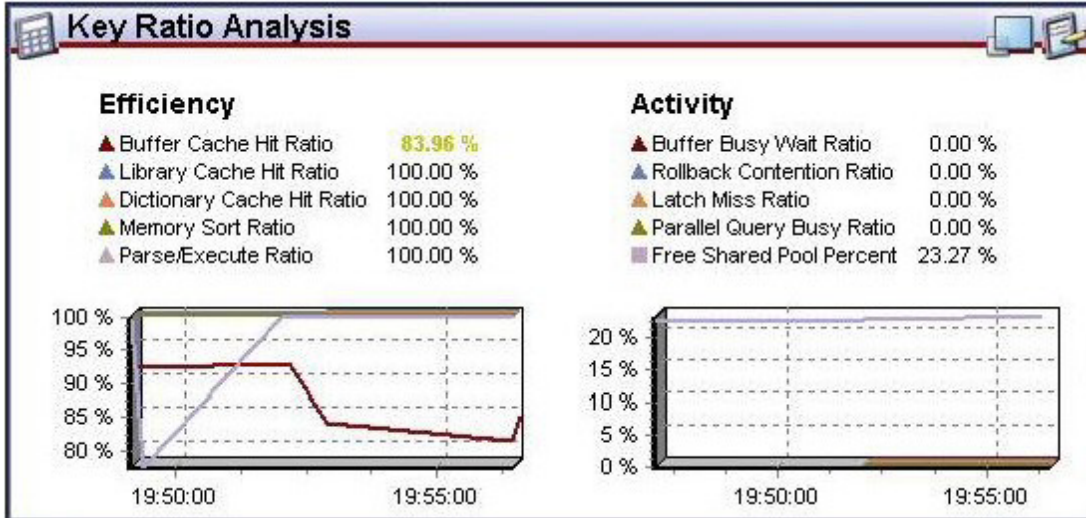 Key Ratio Analysis
Efficiency
Buffer Cache Hit Ratio 83.96 %
Library Cache Hit Ratio 100.00 %
Dictionary Cache Hit Ratio 100.00 %
Memory Sort Ratio 100.00 %
Parse/Execute Ratio 100.00 %
100 %
95 %
90 %
85 %
80 %
19:50:00 19:55:00
Activity
Buffer Busy Wait Ratio 0.00 %
Rollback Contention Ratio 0.00 %
Latch Miss Ratio 0.00 %
Parallel Query Busy Ratio 0.00 %
Free Shared Pool Percent 23.27 %
20 %
15 %
10 %
5 %
0 %
19:50:00 19:55:00